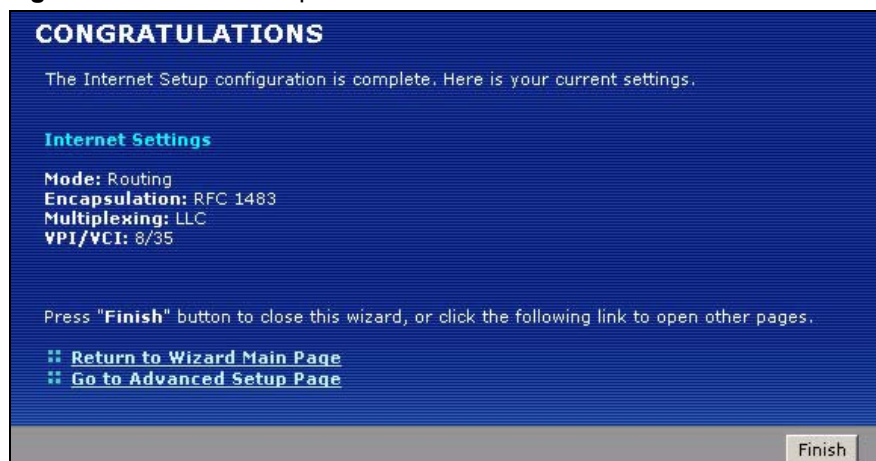 CONGRATULATIONS
The Internet Setup configuration is complete. Here is your current settings.
Internet Settings
Mode: Routing
Encapsulation: RFC 1483
Multiplexing: LLC
VPI/VCI: 8/35
Press "Finish" button to close this wizard, or click the following link to open other pages.
Return to Wizard Main Page
Go to Advanced Setup Page
Finish